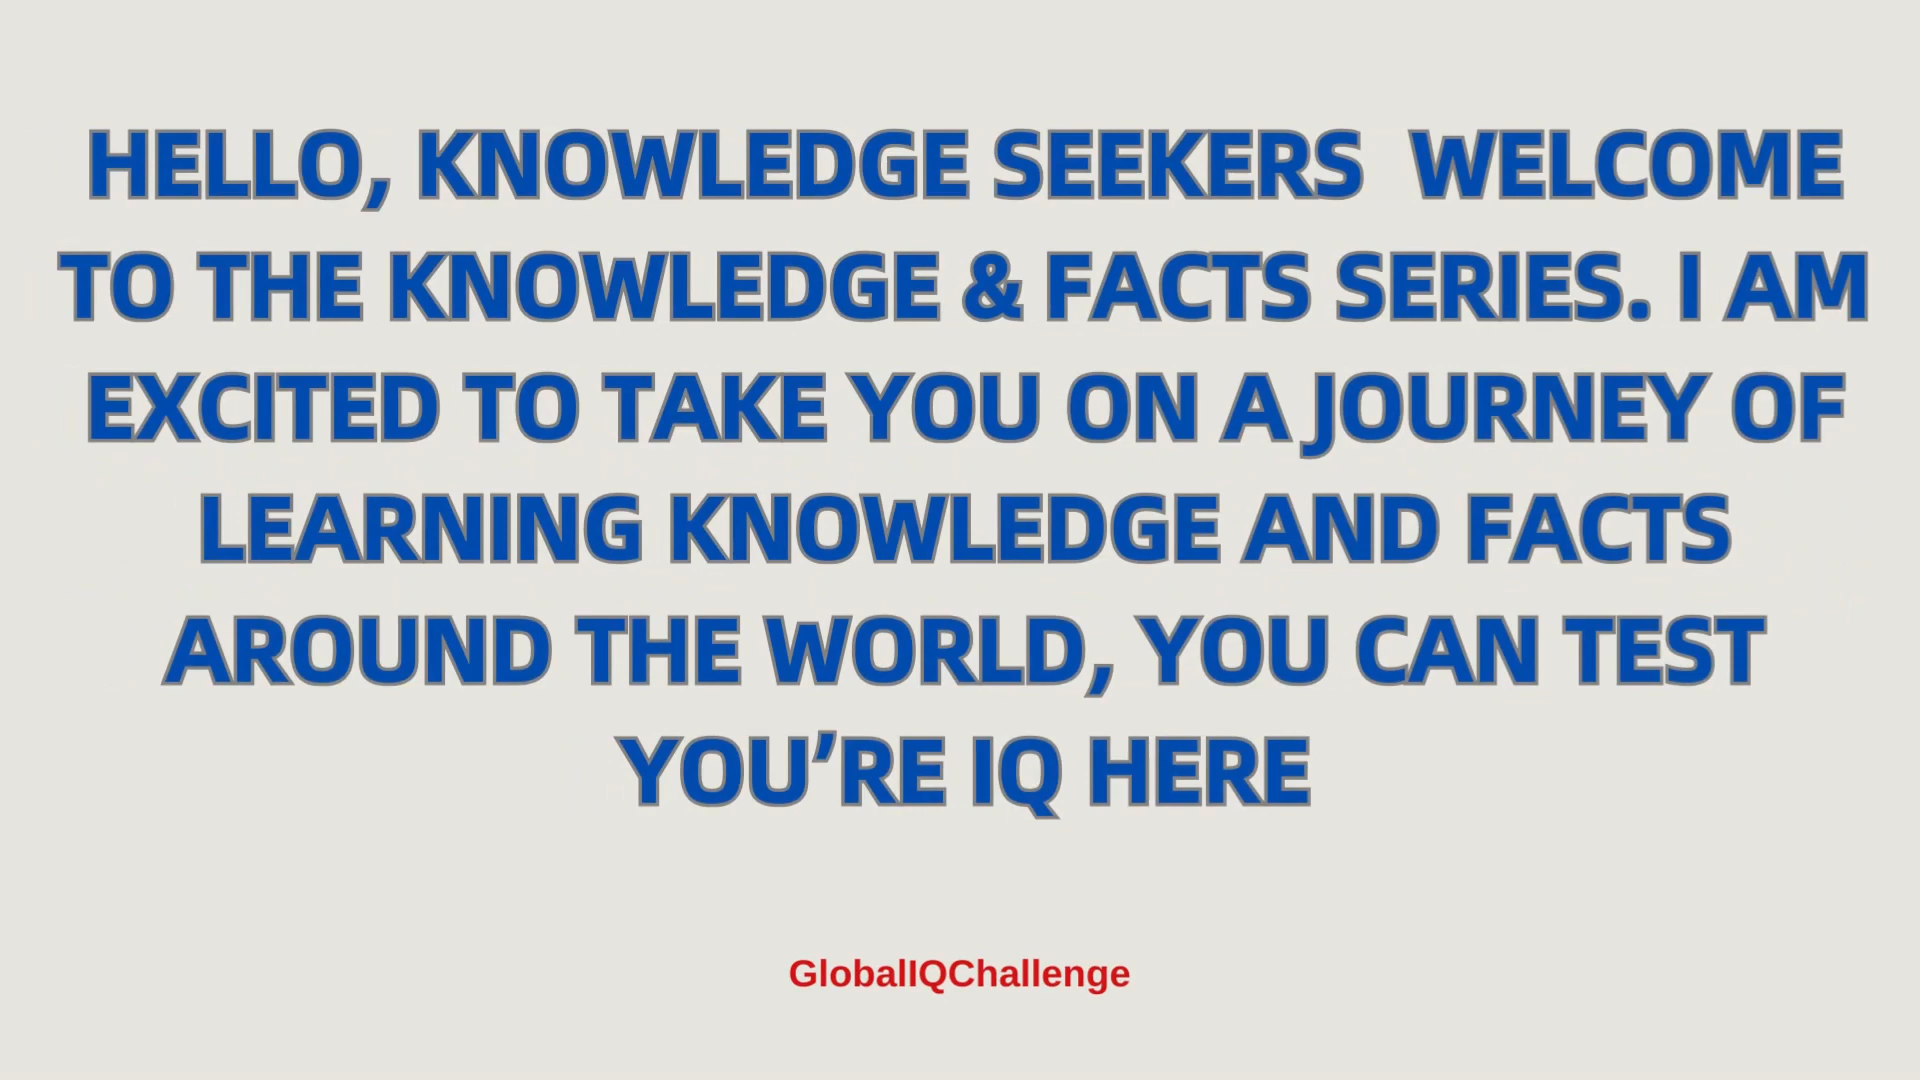 HELLO, KNOWLEDGE SEEKERS  WELCOME
TO THE KNOWLEDGE & FACTS SERIES. I AM
EXCITED TO TAKE YOU ON A JOURNEY OF
LEARNING KNOWLEDGE AND FACTS
AROUND THE WORLD, YOU CAN TEST
YOU’RE IQ HERE
GlobalIQChallenge